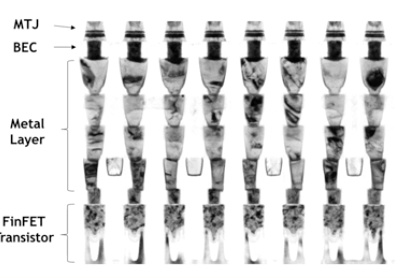 MTJ
BEC
Metal
Layer
FinFET
Transistor